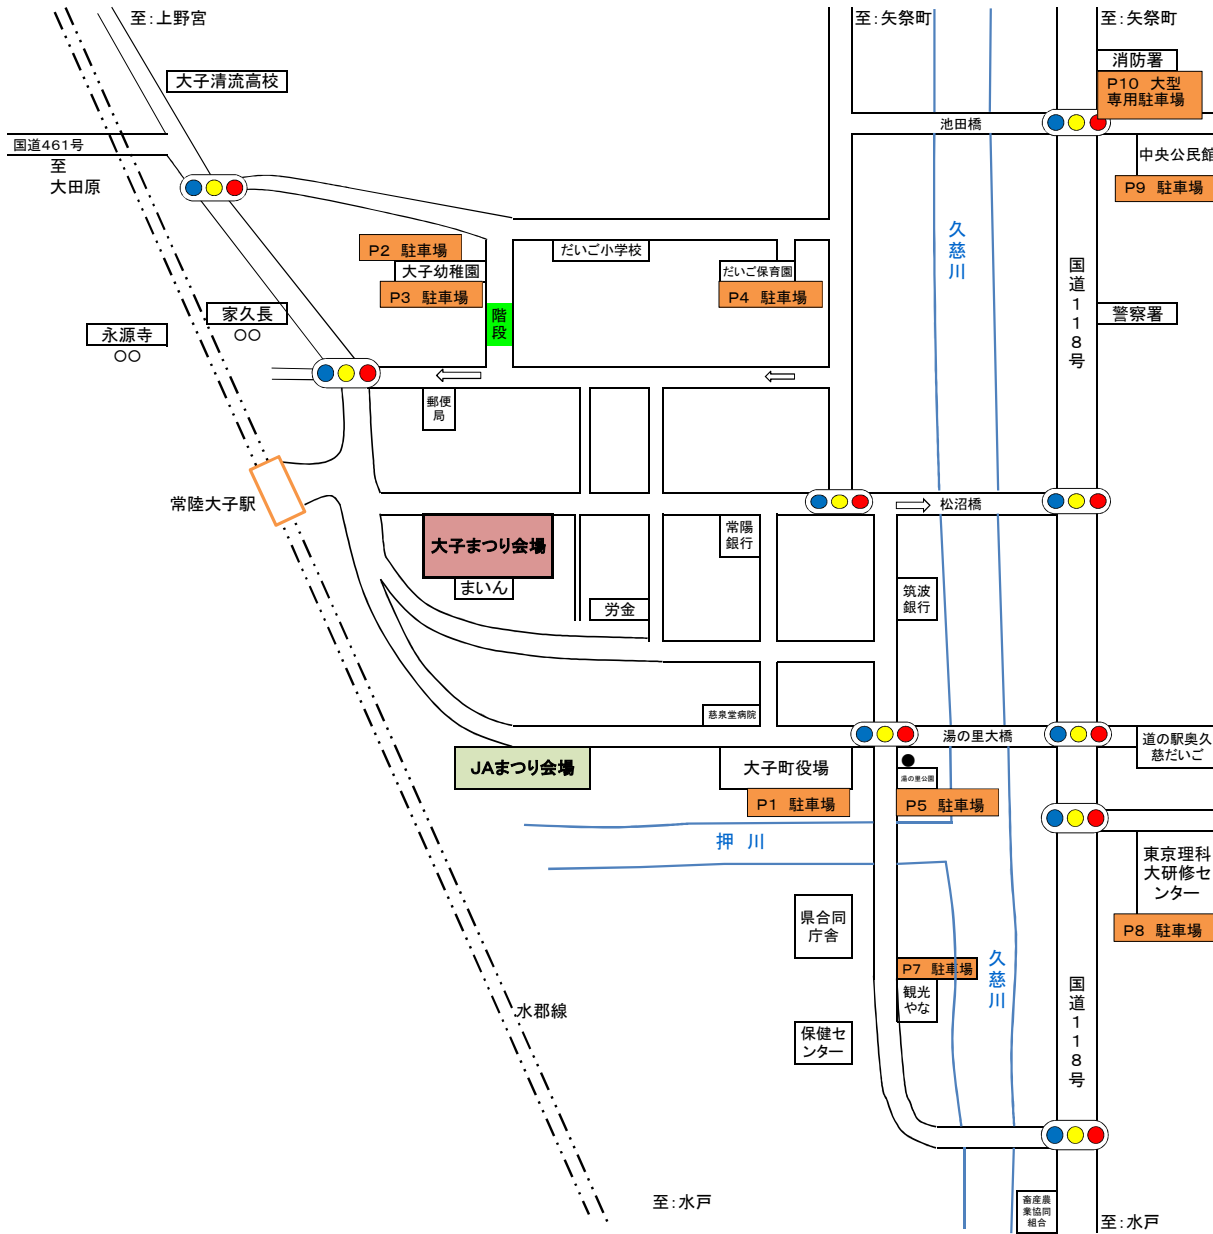 至：上野宮
至：矢祭町
至：矢祭町
大子清流高校
消防署
P10 大型
専用駐車場
池田橋
国道461号
至
大田原
中央公民館
P9 駐車場
P2 駐車場
大子幼稚園
P3 駐車場
だいご小学校
だいご保育園
P4 駐車場
久慈川
国道118号
階段
家久長
○○
永源寺
○○
警察署
郵便
局
常陸大子駅
松沼橋
大子まつり会場
まいん
常陽
銀行
労金
筑波
銀行
慈泉堂病院
湯の里大橋
道の駅奥久
慈だいご
JAまつり会場
大子町役場
湯の里公園
P1 駐車場
P5 駐車場
押 川
東京理科
大研修セ
ンター
P8 駐車場
県合同
庁舎
P7 駐車場
観光
やな
久慈川
国道118号
水郡線
保健セ
ンター
至：水戸
畜産農
業協同
組合
至：水戸